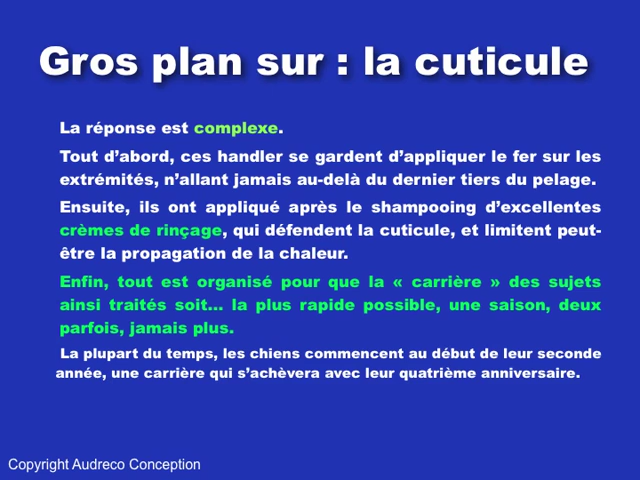 Gros plan sur : la cuticule
La réponse est complexe.
Tout d’abord, ces handler se gardent d’appliquer le fer sur les
extrémités, n’allant jamais au-delà du dernier tiers du pelage.
Ensuite, ils ont appliqué après le shampooing d’excellentes
crèmes de rinçage, qui défendent la cuticule, et limitent peut-
être la propagation de la chaleur.
Enfin, tout est organisé pour que la « carrière » des sujets
ainsi traités soit… la plus rapide possible, une saison, deux
parfois, jamais plus.
La plupart du temps, les chiens commencent au début de leur seconde
année, une carrière qui s’achèvera avec leur quatrième anniversaire.
Copyright Audreco Conception